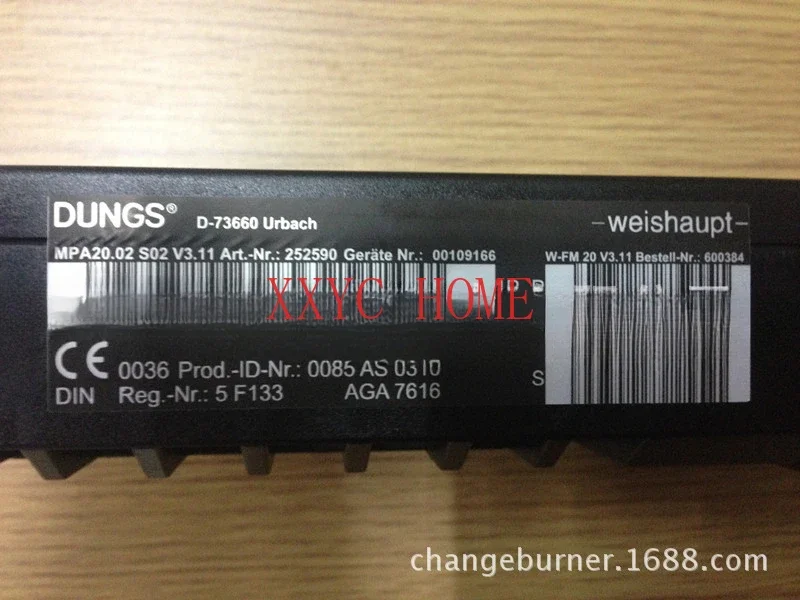 DUNGS® D-73660 Urbach -weishaupt-
MPA20.02 S02 V3.11 Art.-Nr.: 252590 Geräte Nr.: 00109166 W-FM 20 V3.11 Bestell-Nr.: 600384
XXYC HOME
CE 0036 Prod.-ID-Nr.: 0085 AS 0310
DIN Reg.-Nr.: 5 F133 AGA 7616
changeburner.1688.com